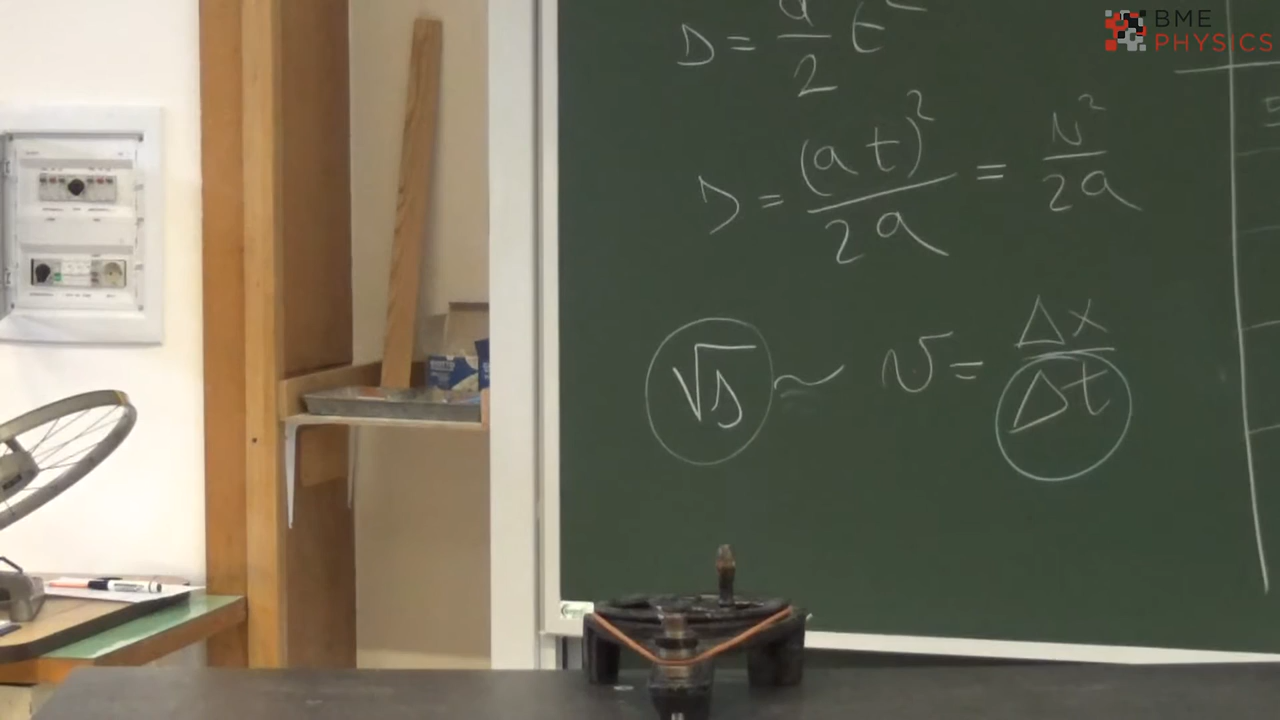 BME
PHYSICS
s = a/2 t²
s = (at)²/2a = v²/2a
√s ~ v = Δx/Δt